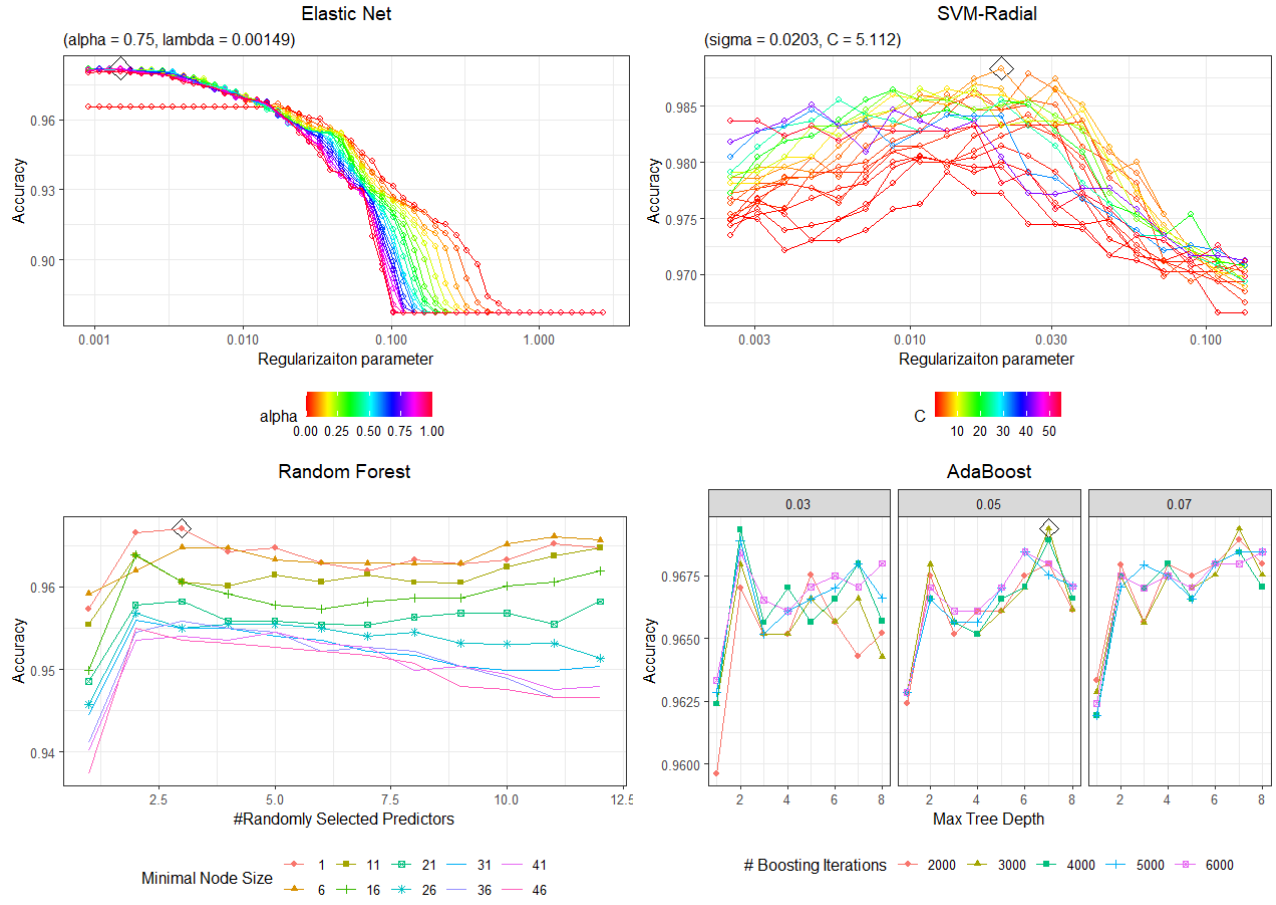 Elastic Net
(alpha = 0.75, lambda = 0.00149)
Accuracy
0.96
0.93
0.90
0.001 0.010 0.100 1.000
Regularizaiton parameter
alpha
0.00 0.25 0.50 0.75 1.00
SVM-Radial
(sigma = 0.0203, C = 5.112)
Accuracy
0.985
0.980
0.975
0.970
0.003 0.010 0.030 0.100
Regularizaiton parameter
C
10 20 30 40 50
Random Forest
Accuracy
0.96
0.95
0.94
2.5 5.0 7.5 10.0 12.5
#Randomly Selected Predictors
Minimal Node Size
1 11 21 31 41
6 16 26 36 46
AdaBoost
0.03 0.05 0.07
Accuracy
0.9675
0.9650
0.9625
0.9600
2 4 6 8 2 4 6 8 2 4 6 8
Max Tree Depth
# Boosting Iterations 2000 3000 4000 5000 6000